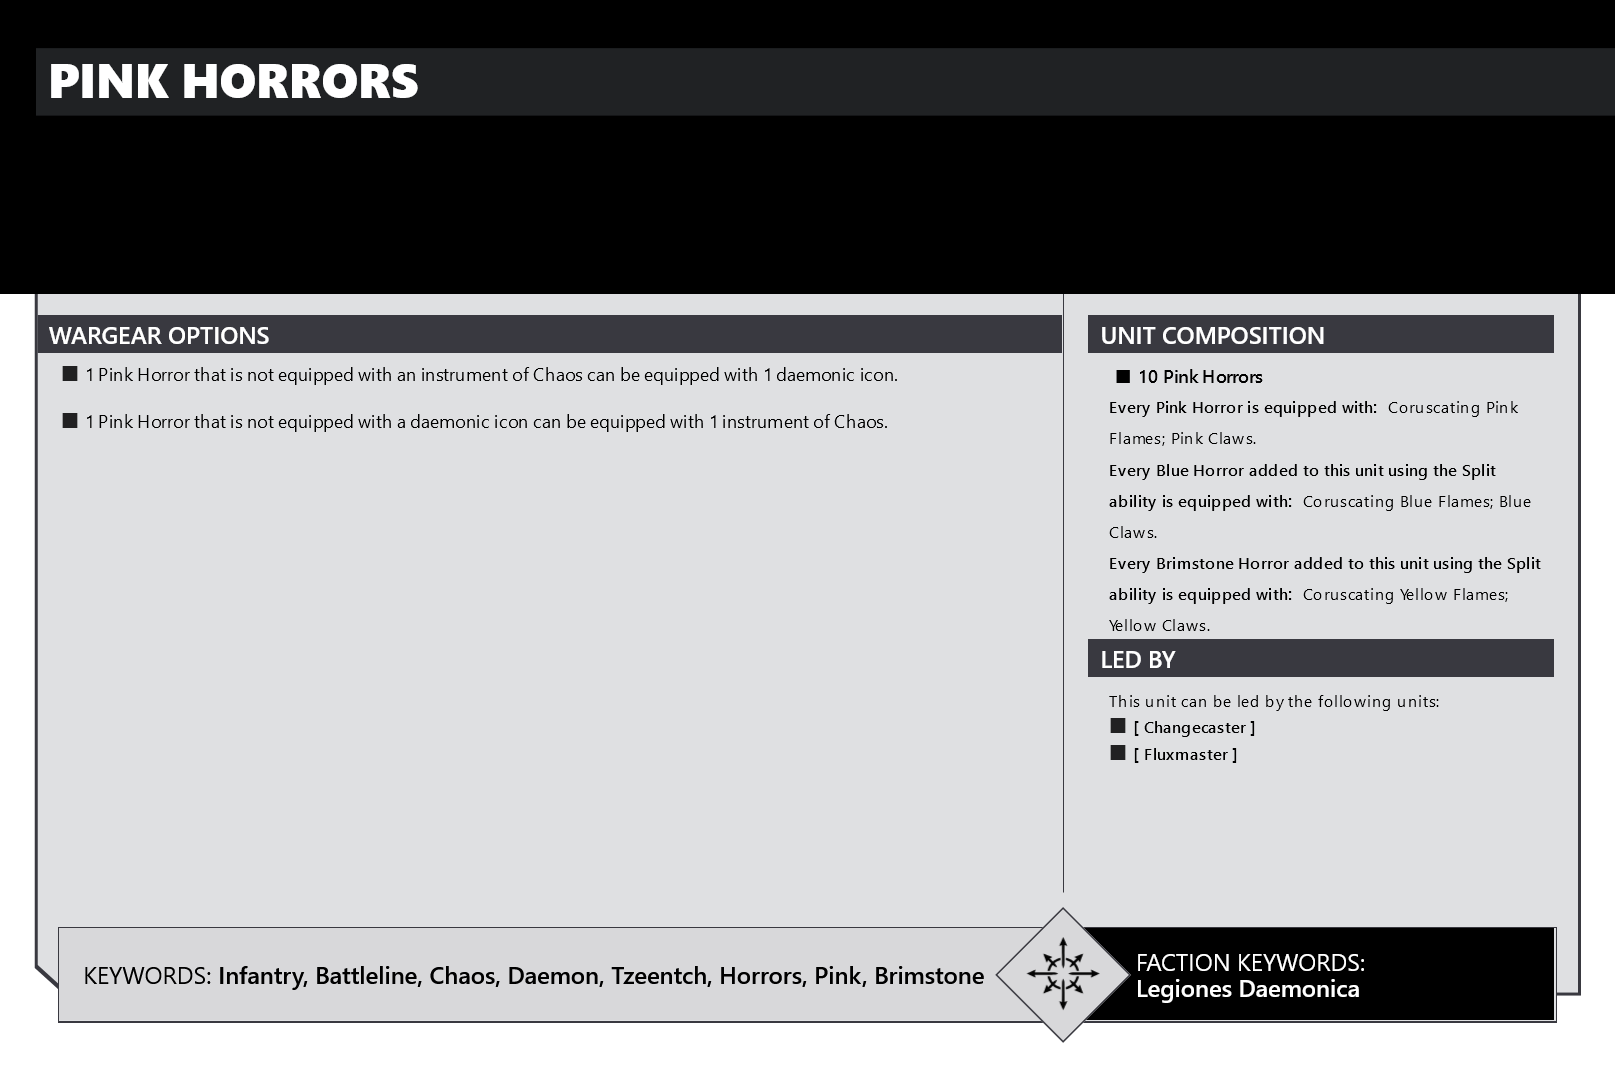 PINK HORRORS
WARGEAR OPTIONS
■ 1 Pink Horror that is not equipped with an instrument of Chaos can be equipped with 1 daemonic icon.
■ 1 Pink Horror that is not equipped with a daemonic icon can be equipped with 1 instrument of Chaos.
UNIT COMPOSITION
■ 10 Pink Horrors
Every Pink Horror is equipped with: Coruscating Pink
Flames; Pink Claws.
Every Blue Horror added to this unit using the Split
ability is equipped with: Coruscating Blue Flames; Blue
Claws.
Every Brimstone Horror added to this unit using the Split
ability is equipped with: Coruscating Yellow Flames;
Yellow Claws.
LED BY
This unit can be led by the following units:
■ [ Changecaster ]
■ [ Fluxmaster ]
KEYWORDS: Infantry, Battleline, Chaos, Daemon, Tzeentch, Horrors, Pink, Brimstone
FACTION KEYWORDS:
Legiones Daemonica